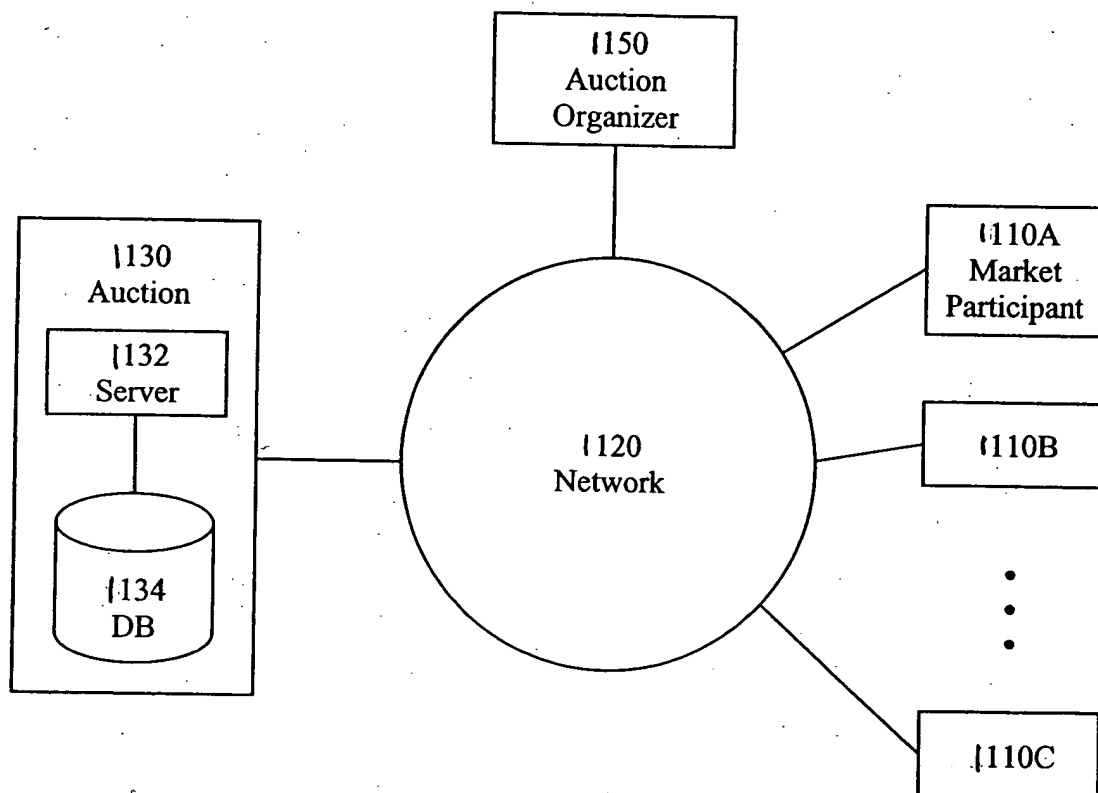 1150
Auction
Organizer
1130
Auction
1132
Server
1134
DB
1120
Network
1110A
Market
Participant
1110B
1110C